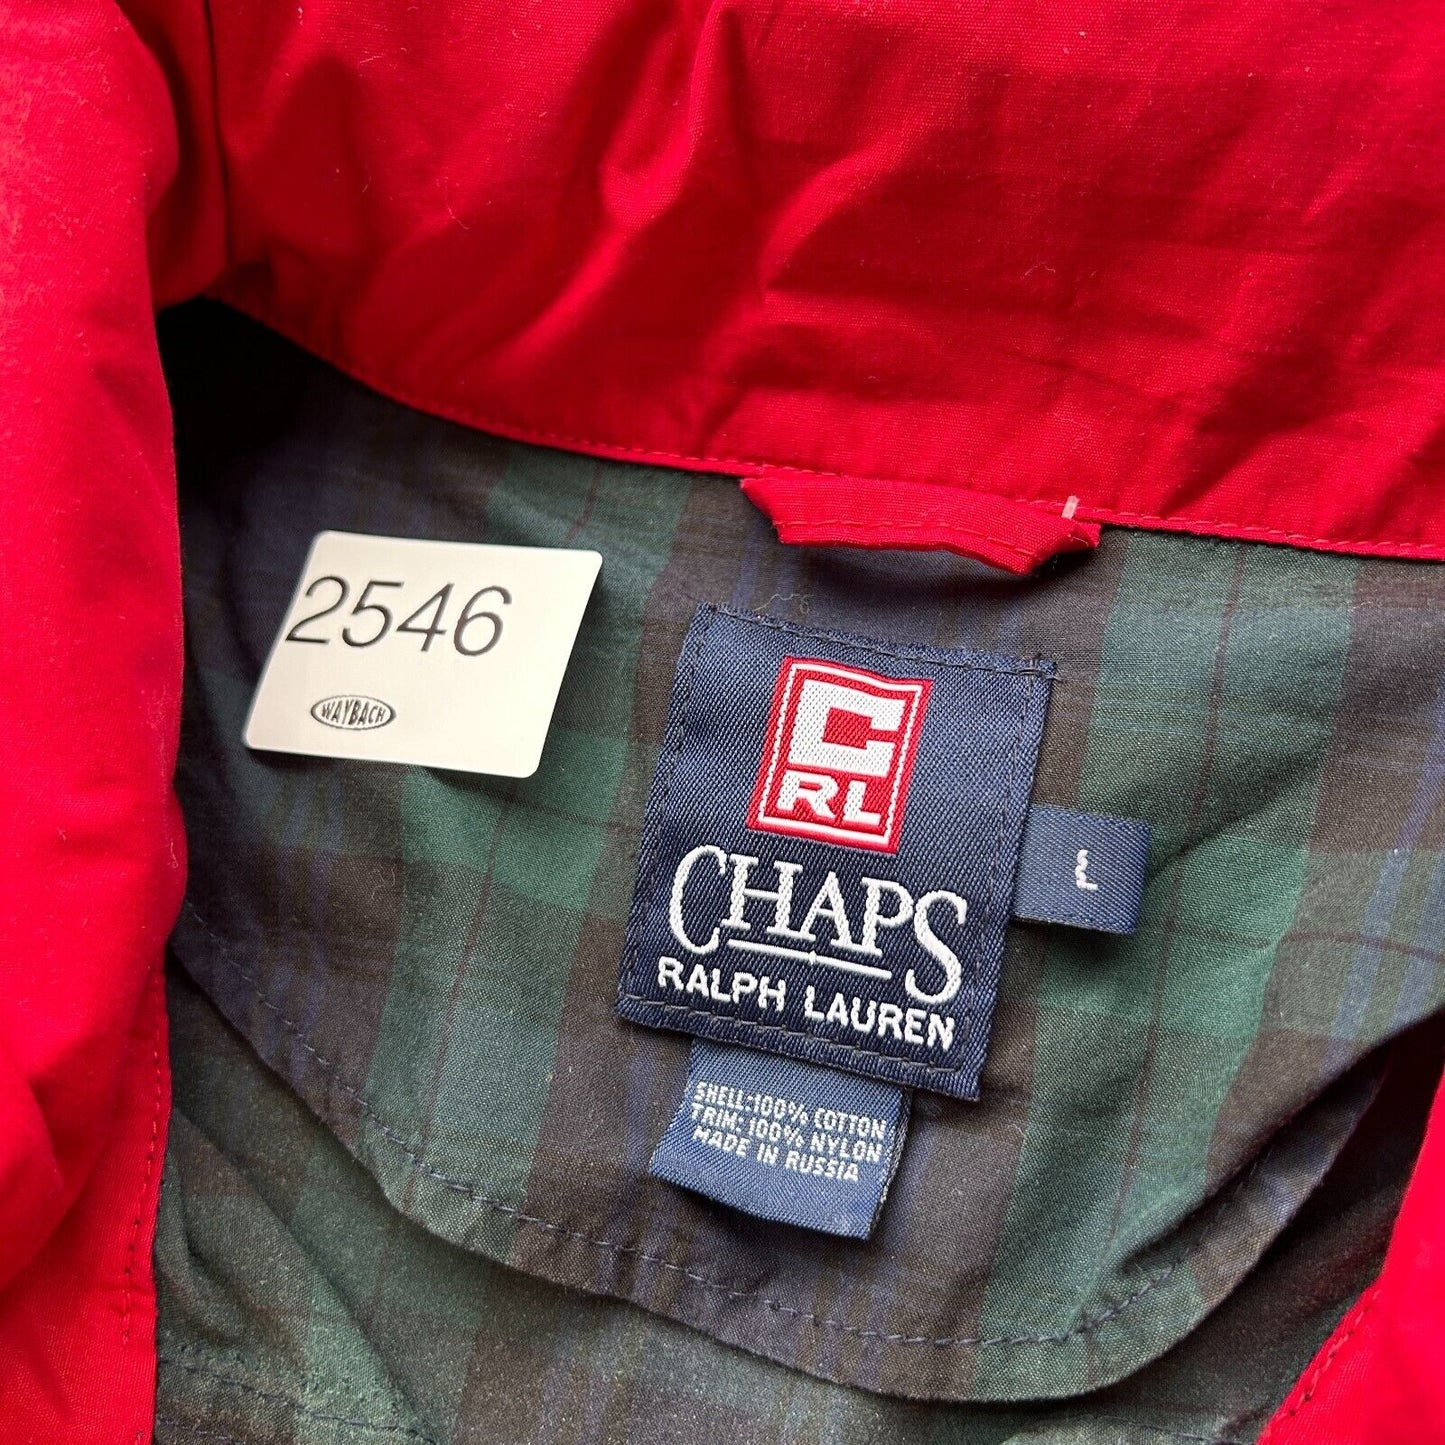 2546
WAYBACK
C
RL
CHAPS
RALPH LAUREN
L
SHELL:100% COTTON
TRIM:100% NYLON
MADE IN RUSSIA